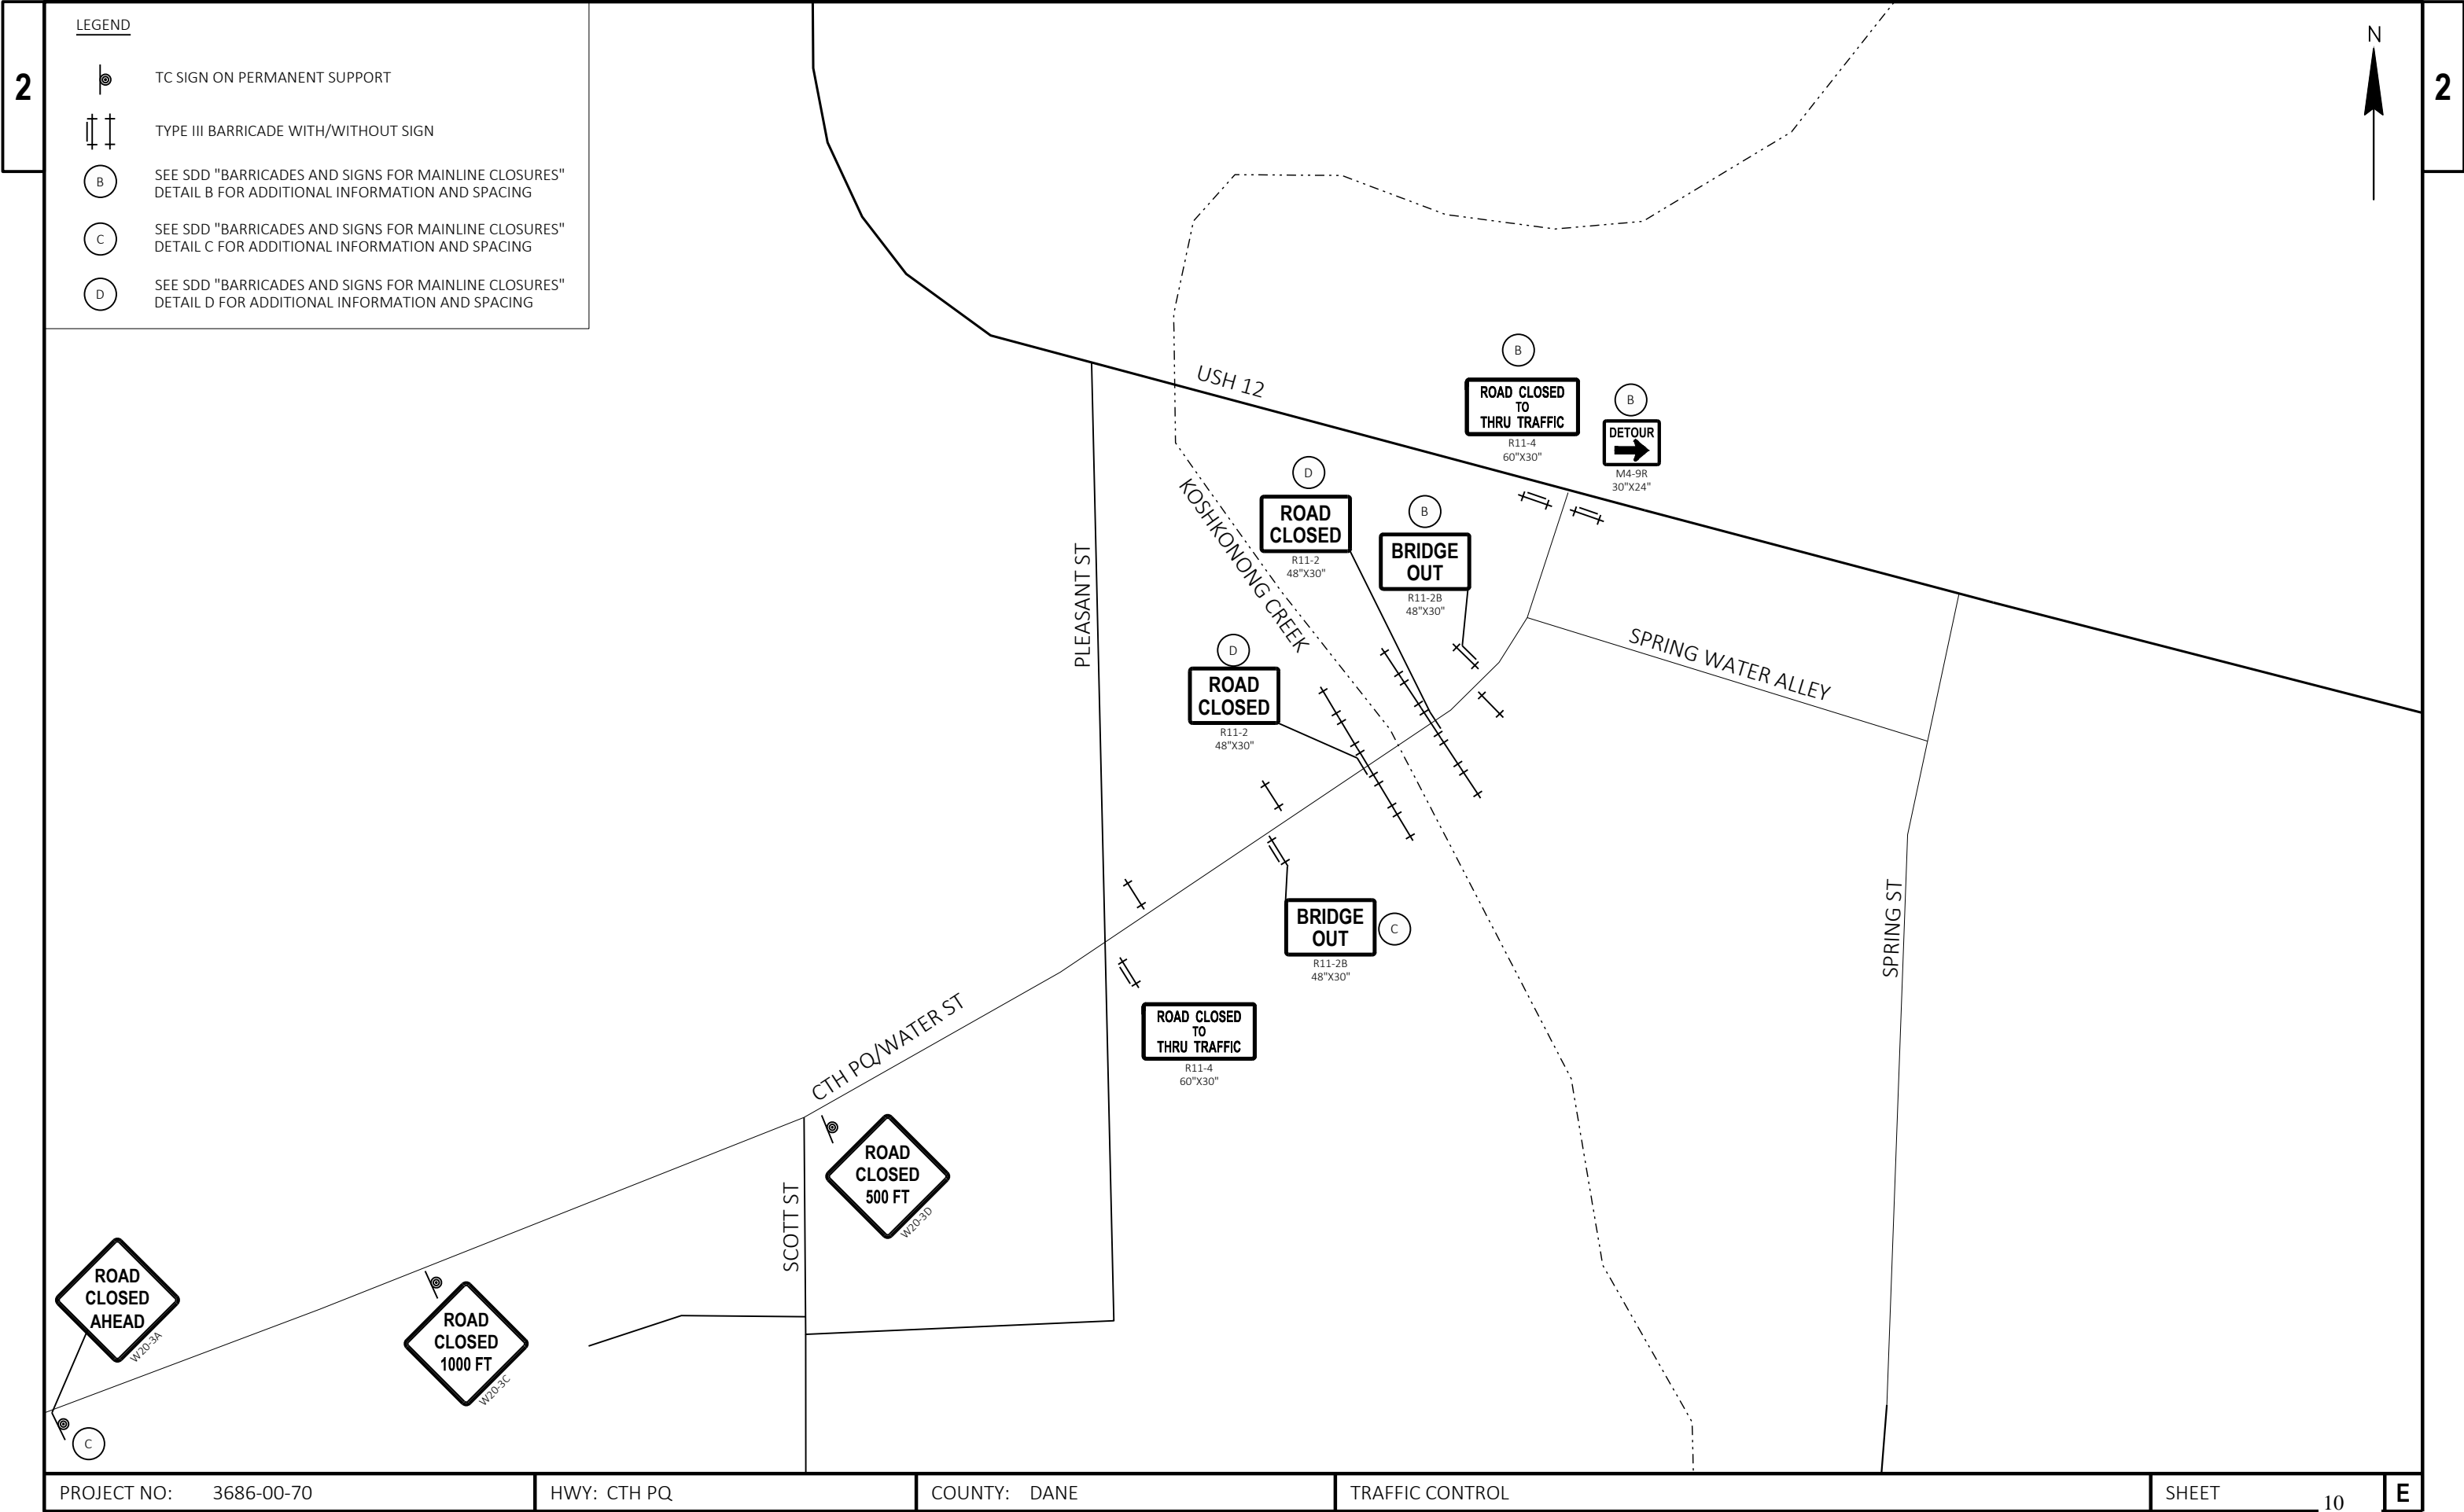 LEGEND
TC SIGN ON PERMANENT SUPPORT
TYPE III BARRICADE WITH/WITHOUT SIGN
B
SEE SDD "BARRICADES AND SIGNS FOR MAINLINE CLOSURES"
DETAIL B FOR ADDITIONAL INFORMATION AND SPACING
C
SEE SDD "BARRICADES AND SIGNS FOR MAINLINE CLOSURES"
DETAIL C FOR ADDITIONAL INFORMATION AND SPACING
D
SEE SDD "BARRICADES AND SIGNS FOR MAINLINE CLOSURES"
DETAIL D FOR ADDITIONAL INFORMATION AND SPACING
2
2
N
USH 12
B
ROAD CLOSED
TO
THRU TRAFFIC
R11-4
60"X30"
B
DETOUR
M4-9R
30"X24"
D
ROAD
CLOSED
R11-2
48"X30"
B
BRIDGE
OUT
R11-2B
48"X30"
KOSHKONONG CREEK
PLEASANT ST
SPRING WATER ALLEY
D
ROAD
CLOSED
R11-2
48"X30"
BRIDGE
OUT
R11-2B
48"X30"
C
SPRING ST
ROAD CLOSED
TO
THRU TRAFFIC
R11-4
60"X30"
CTH PQ/WATER ST
ROAD
CLOSED
500 FT
W20-3D
SCOTT ST
ROAD
CLOSED
1000 FT
W20-3C
ROAD
CLOSED
AHEAD
W20-3A
C
PROJECT NO: 3686-00-70
HWY: CTH PQ
COUNTY: DANE
TRAFFIC CONTROL
SHEET 10
E